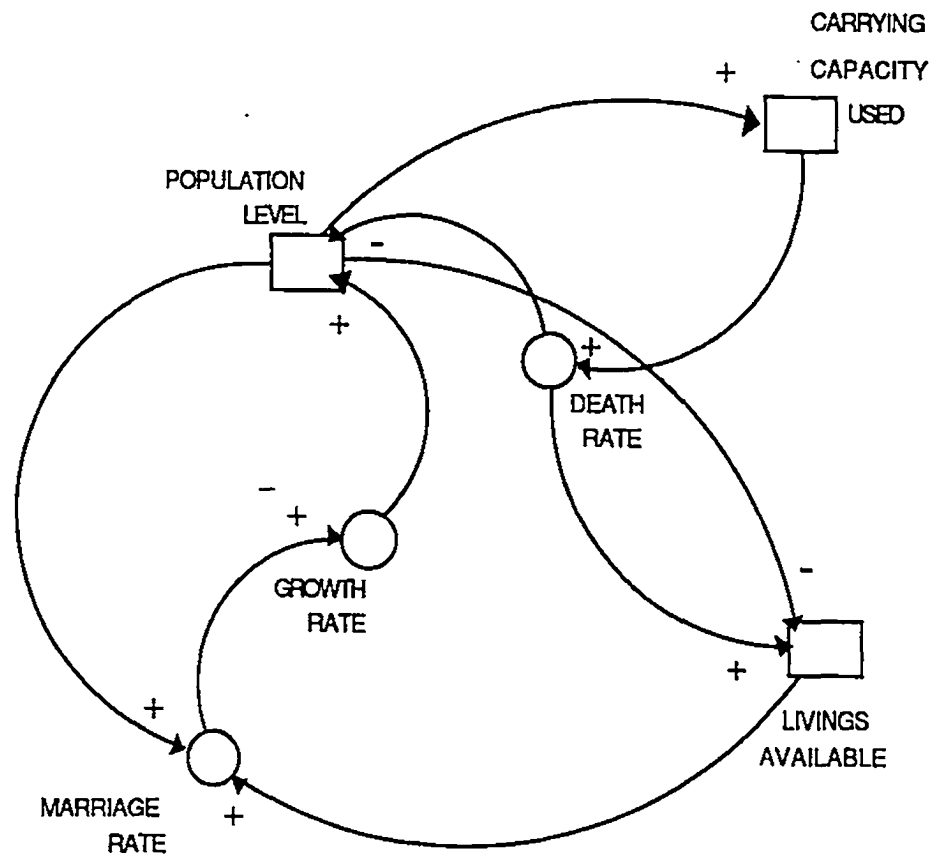 CARRYING
+ CAPACITY
USED
POPULATION
LEVEL
-
+
+
DEATH
RATE
-
+
GROWTH
RATE
-
+
+
LIVINGS
AVAILABLE
MARRIAGE +
RATE